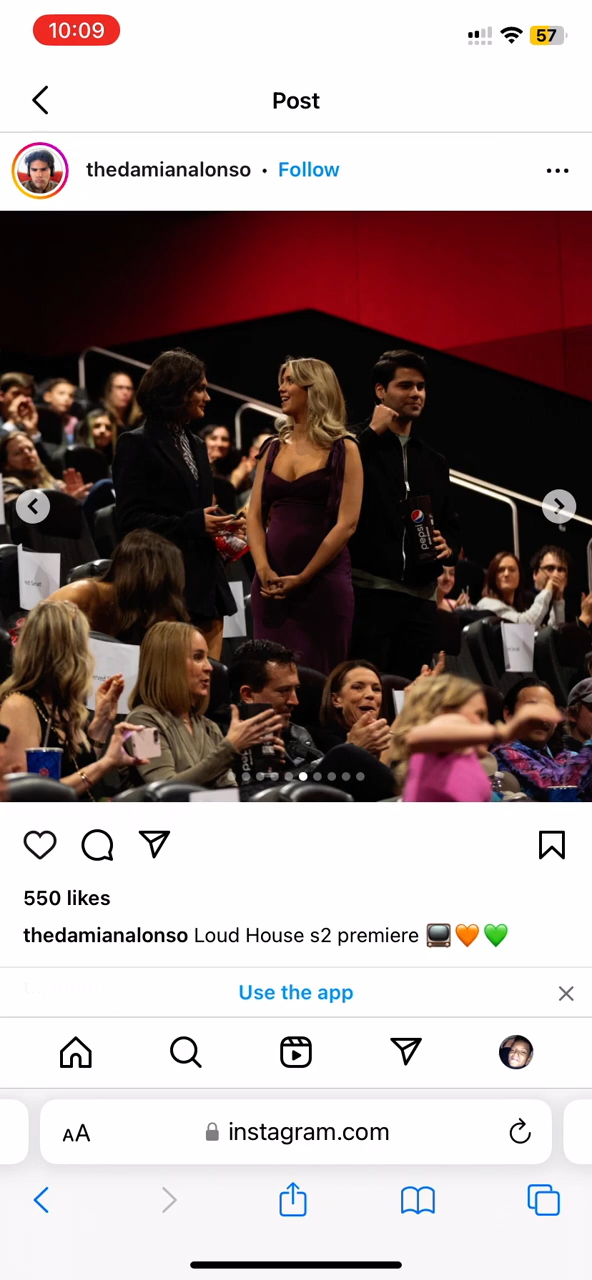 10:09
57
Post
thedamianalonso • Follow
pepsi
550 likes
thedamianalonso Loud House s2 premiere 📺🧡💚
Use the app
AA
instagram.com